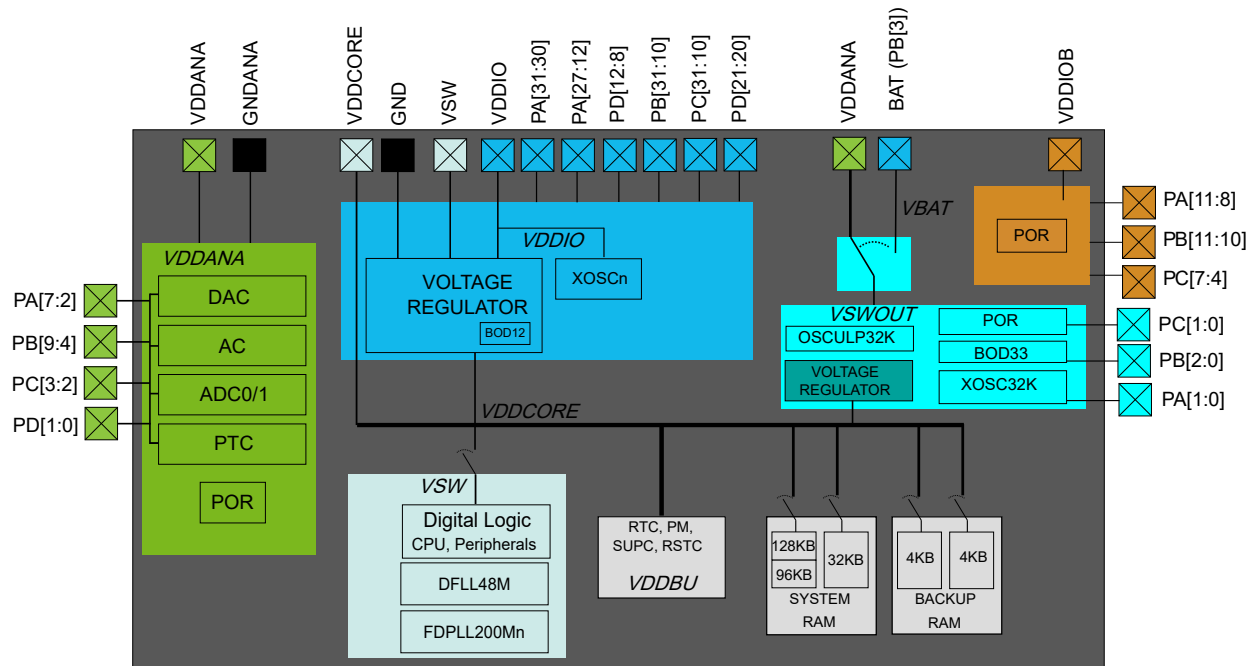 VDDANA
GNDANA
VDDCORE
GND
VSW
VDDIO
PA[31:30]
PA[27:12]
PD[12:8]
PB[31:10]
PC[31:10]
PD[21:20]
VDDANA
BAT (PB[3])
VDDIOB
VDDANA
DAC
AC
ADC0/1
PTC
POR
PA[7:2]
PB[9:4]
PC[3:2]
PD[1:0]
VDDIO
VOLTAGE
REGULATOR
BOD12
XOSCn
VBAT
POR
PA[11:8]
PB[11:10]
PC[7:4]
VSWOUT
OSCULP32K
VOLTAGE
REGULATOR
POR
BOD33
XOSC32K
PC[1:0]
PB[2:0]
PA[1:0]
VDDCORE
VSW
Digital Logic
CPU, Peripherals
DFLL48M
FDPLL200Mn
RTC, PM,
SUPC, RSTC
VDDBU
128KB
96KB
32KB
SYSTEM
RAM
4KB
4KB
BACKUP
RAM